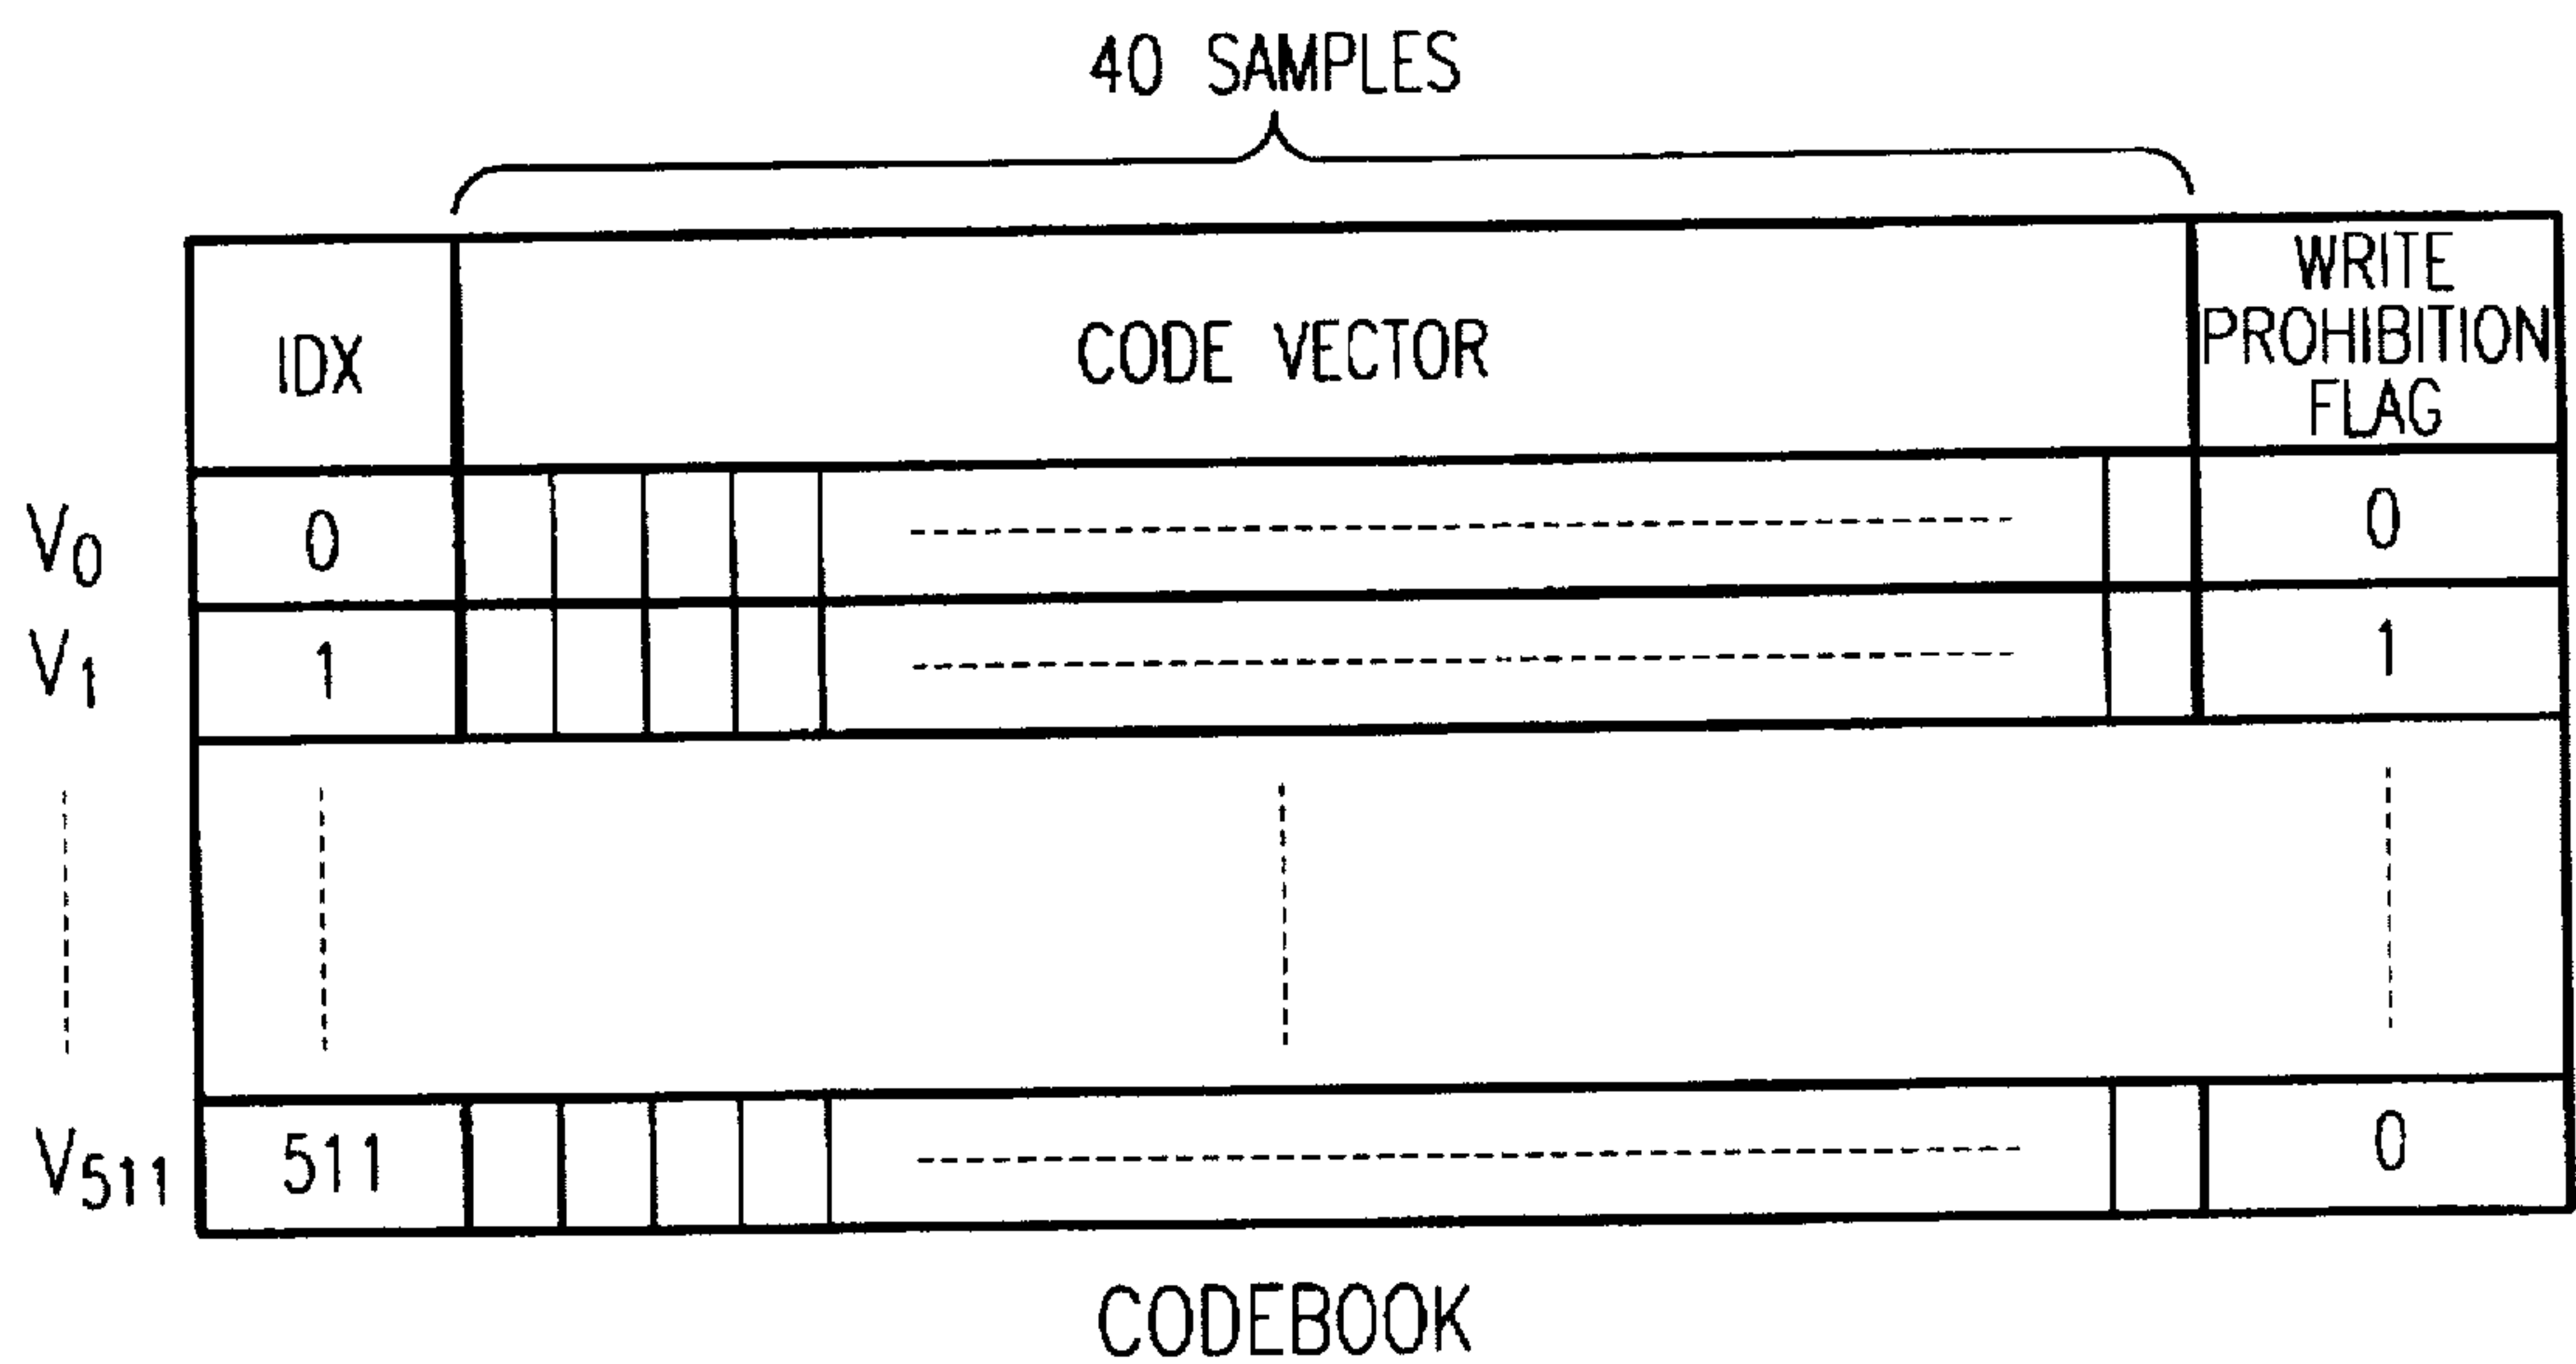 40 SAMPLES
IDX CODE VECTOR WRITE PROHIBITION FLAG
V0 0 0
V1 1 1
V511 511 0
CODEBOOK